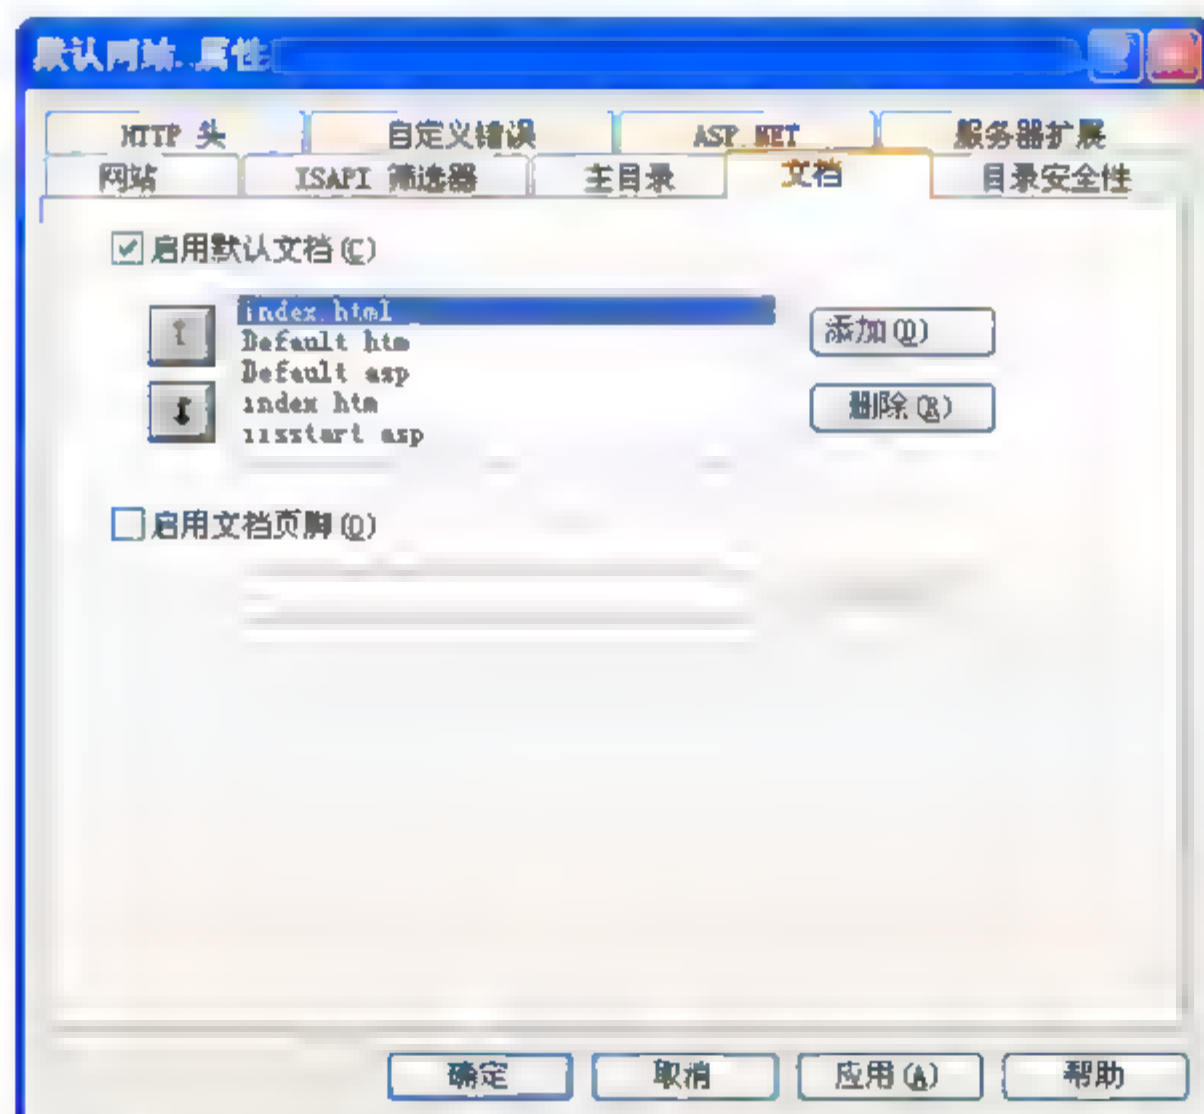 默认网站 属性
HTTP 头 自定义错误 ASP.NET 服务器扩展
网站 ISAPI 筛选器 主目录 文档 目录安全性
启用默认文档(C)
index.html
Default htm
Default asp
index htm
iisstart asp
添加(D)
删除(R)
启用文档页脚(O)
确定 取消 应用(A) 帮助